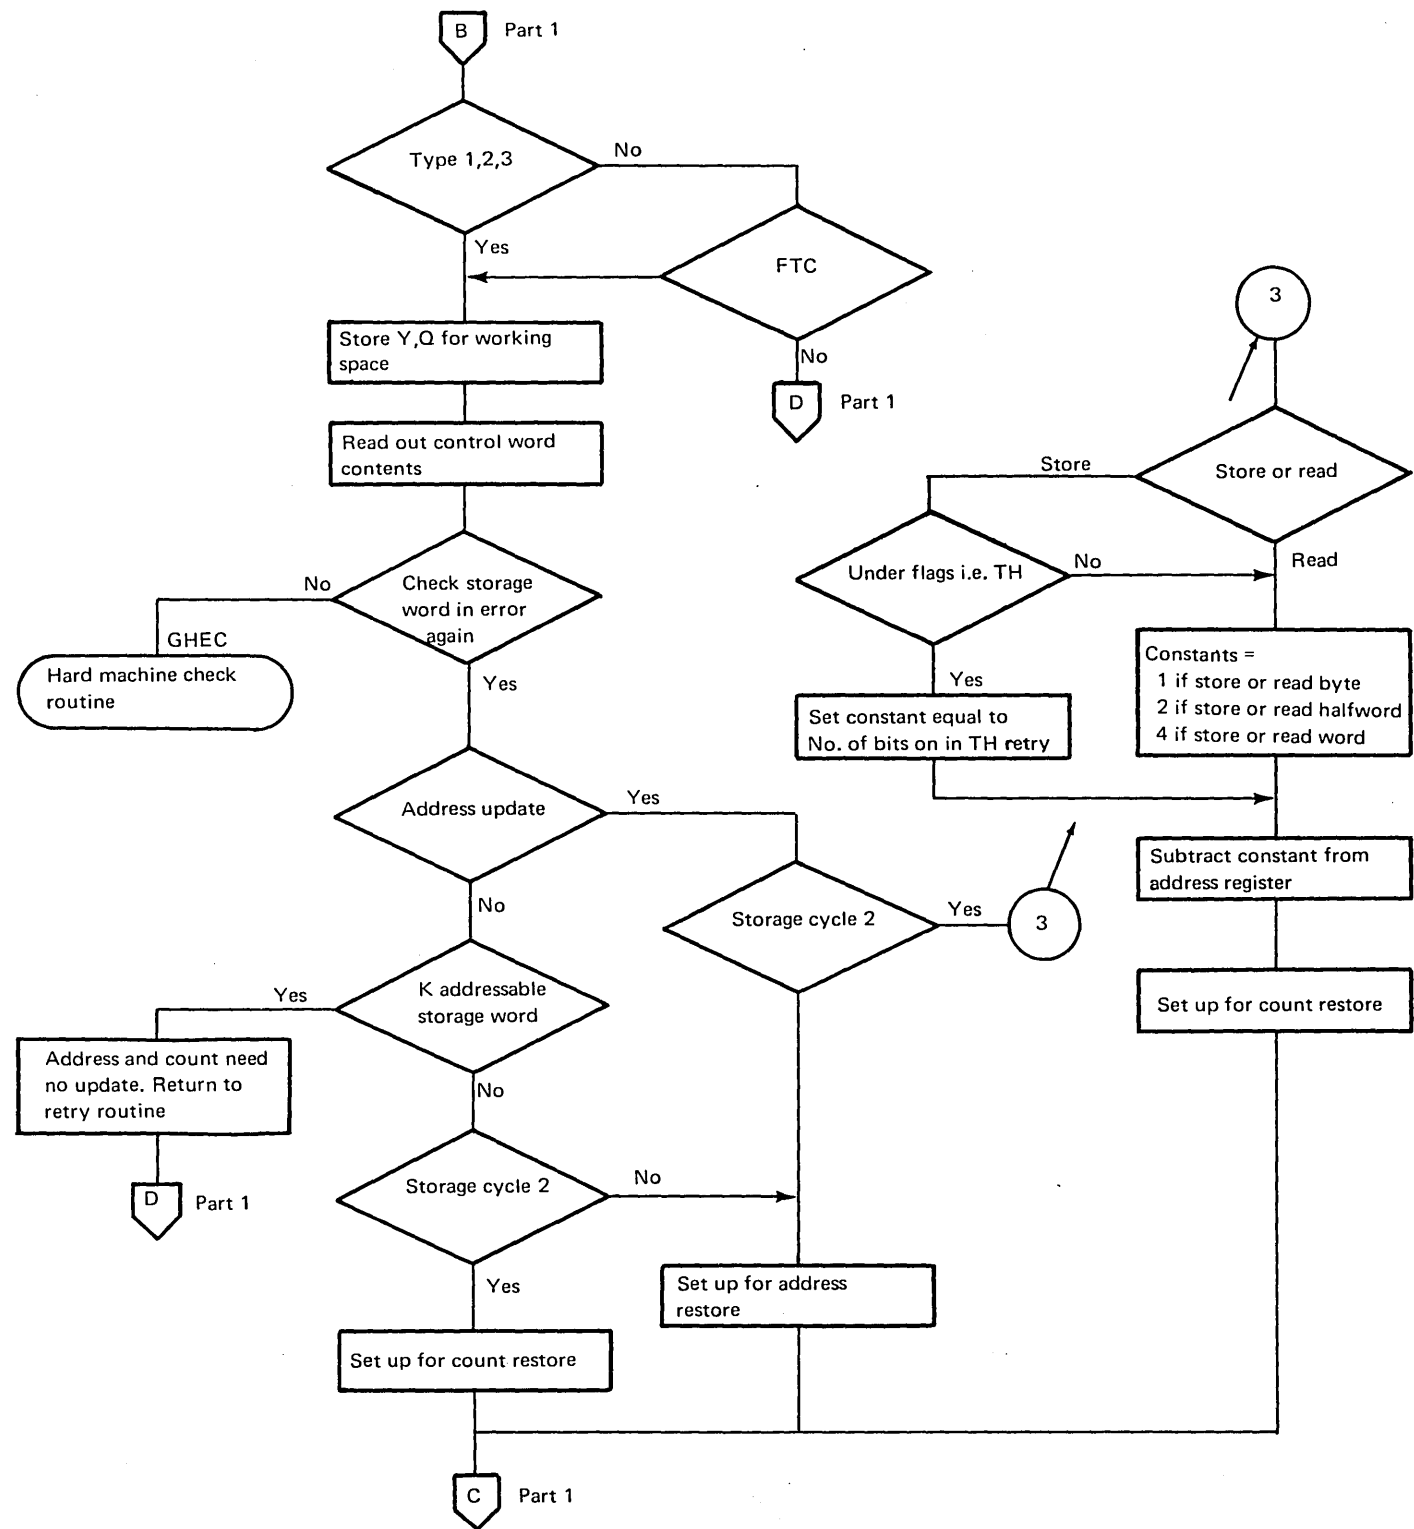 B
Part 1
Type 1,2,3
No
Yes
FTC
No
D
Part 1
Store Y,Q for working
space
Read out control word
contents
Check storage
word in error
again
No
GHEC
Hard machine check
routine
Yes
Address update
Yes
No
Storage cycle 2
Yes
3
K addressable
storage word
Yes
Address and count need
no update. Return to
retry routine
D
Part 1
No
Storage cycle 2
No
Yes
Set up for address
restore
Set up for count restore
C
Part 1
3
Store or read
Store
Read
Under flags i.e. TH
No
Yes
Set constant equal to
No. of bits on in TH retry
Constants =
1 if store or read byte
2 if store or read halfword
4 if store or read word
Subtract constant from
address register
Set up for count restore